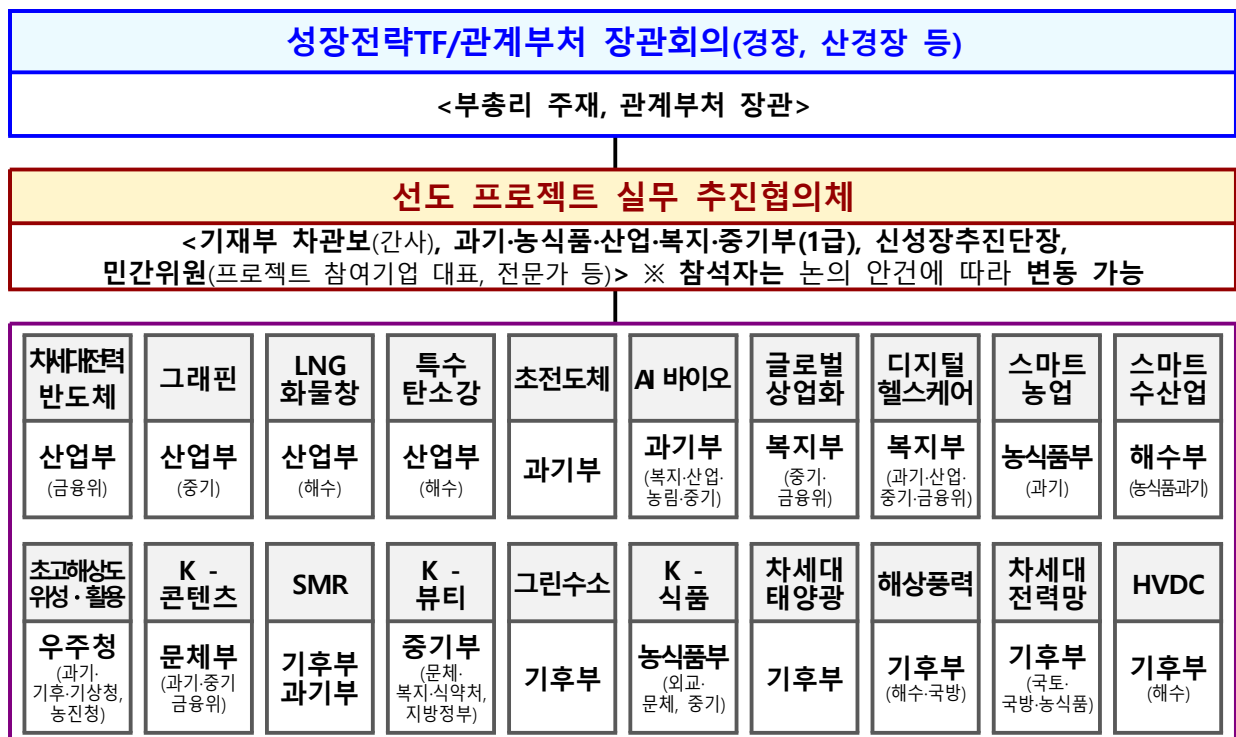 성장전략TF/관계부처 장관회의(경장, 산경장 등)
<부총리 주재, 관계부처 장관>
선도 프로젝트 실무 추진협의체
<기재부 차관보(간사), 과기·농식품·산업·복지·중기부(1급), 신성장추진단장,
민간위원(프로젝트 참여기업 대표, 전문가 등)> ※ 참석자는 논의 안건에 따라 변동 가능
차세대전력
반도체
산업부
(금융위)
그래핀
산업부
(중기)
LNG
화물창
산업부
(해수)
특수
탄소강
산업부
(해수)
초전도체
과기부
AI 바이오
과기부
(복지·산업·
농림·중기)
글로벌
상업화
복지부
(중기·
금융위)
디지털
헬스케어
복지부
(과기·산업·
중기·금융위)
스마트
농업
농식품부
(과기)
스마트
수산업
해수부
(농식품과기)
초고해상도
위성·활용
우주청
(과기·
기후·기상청,
농진청)
K -
콘텐츠
문체부
(과기·중기
금융위)
SMR
기후부
과기부
K -
뷰티
중기부
(문체·
복지·식약처,
지방정부)
그린수소
기후부
K -
식품
농식품부
(외교·
문체, 중기)
차세대
태양광
기후부
해상풍력
기후부
(해수·국방)
차세대
전력망
기후부
(국토·
국방·농식품)
HVDC
기후부
(해수)